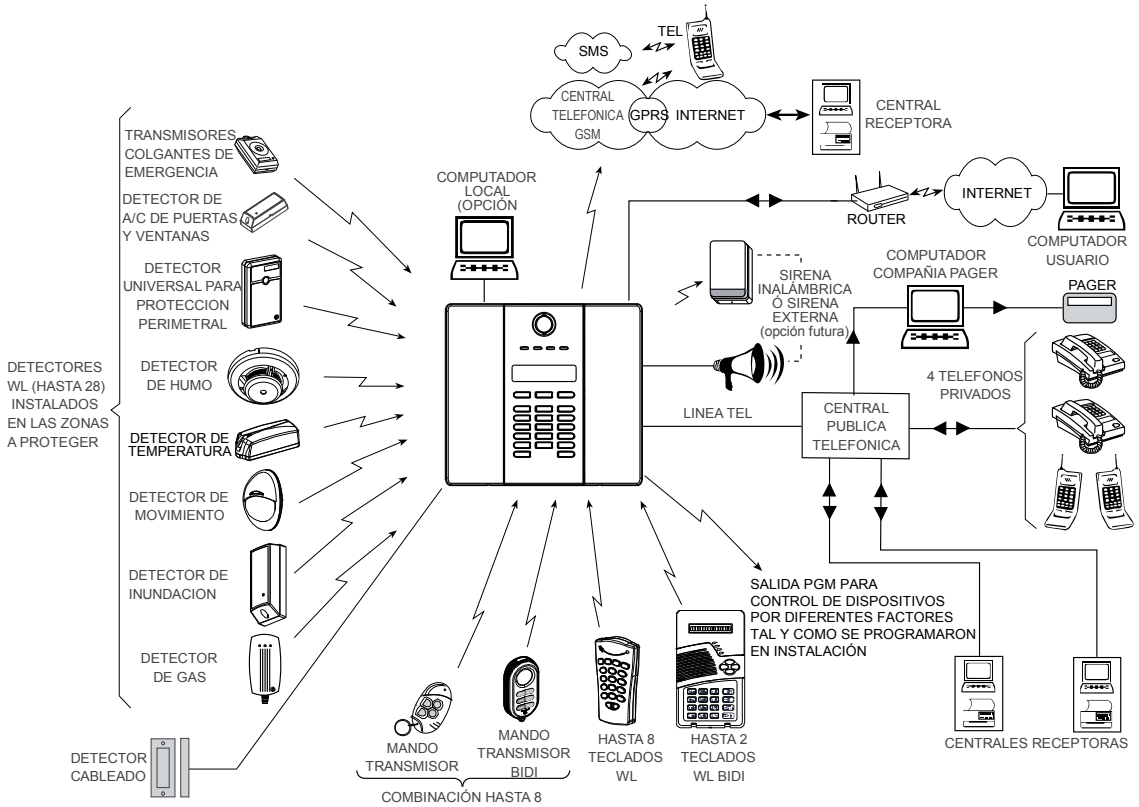 TEL
SMS
CENTRAL
TELEFONICA
GSM
GPRS
INTERNET
CENTRAL
RECEPTORA
TRANSMISORES
COLGANTES DE
EMERGENCIA
DETECTOR DE
A/C DE PUERTAS
Y VENTANAS
DETECTOR
UNIVERSAL PARA
PROTECCION
PERIMETRAL
DETECTOR
DE HUMO
DETECTOR DE
TEMPERATURA
DETECTOR DE
MOVIMIENTO
DETECTOR DE
INUNDACION
DETECTOR
DE GAS
DETECTORES
WL (HASTA 28)
INSTALADOS
EN LAS ZONAS
A PROTEGER
DETECTOR
CABLEADO
COMPUTADOR
LOCAL
(OPCIÓN
ROUTER
INTERNET
COMPUTADOR
USUARIO
SIRENA
INALÁMBRICA
Ó SIRENA
EXTERNA
(opción futura)
COMPUTADOR
COMPAÑIA PAGER
PAGER
LINEA TEL
CENTRAL
PUBLICA
TELEFONICA
4 TELEFONOS
PRIVADOS
SALIDA PGM PARA
CONTROL DE DISPOSITIVOS
POR DIFERENTES FACTORES
TAL Y COMO SE PROGRAMARON
EN INSTALACIÓN
MANDO
TRANSMISOR
MANDO
TRANSMISOR
BIDI
COMBINACIÓN HASTA 8
HASTA 8
TECLADOS
WL
HASTA 2
TECLADOS
WL BIDI
CENTRALES RECEPTORAS